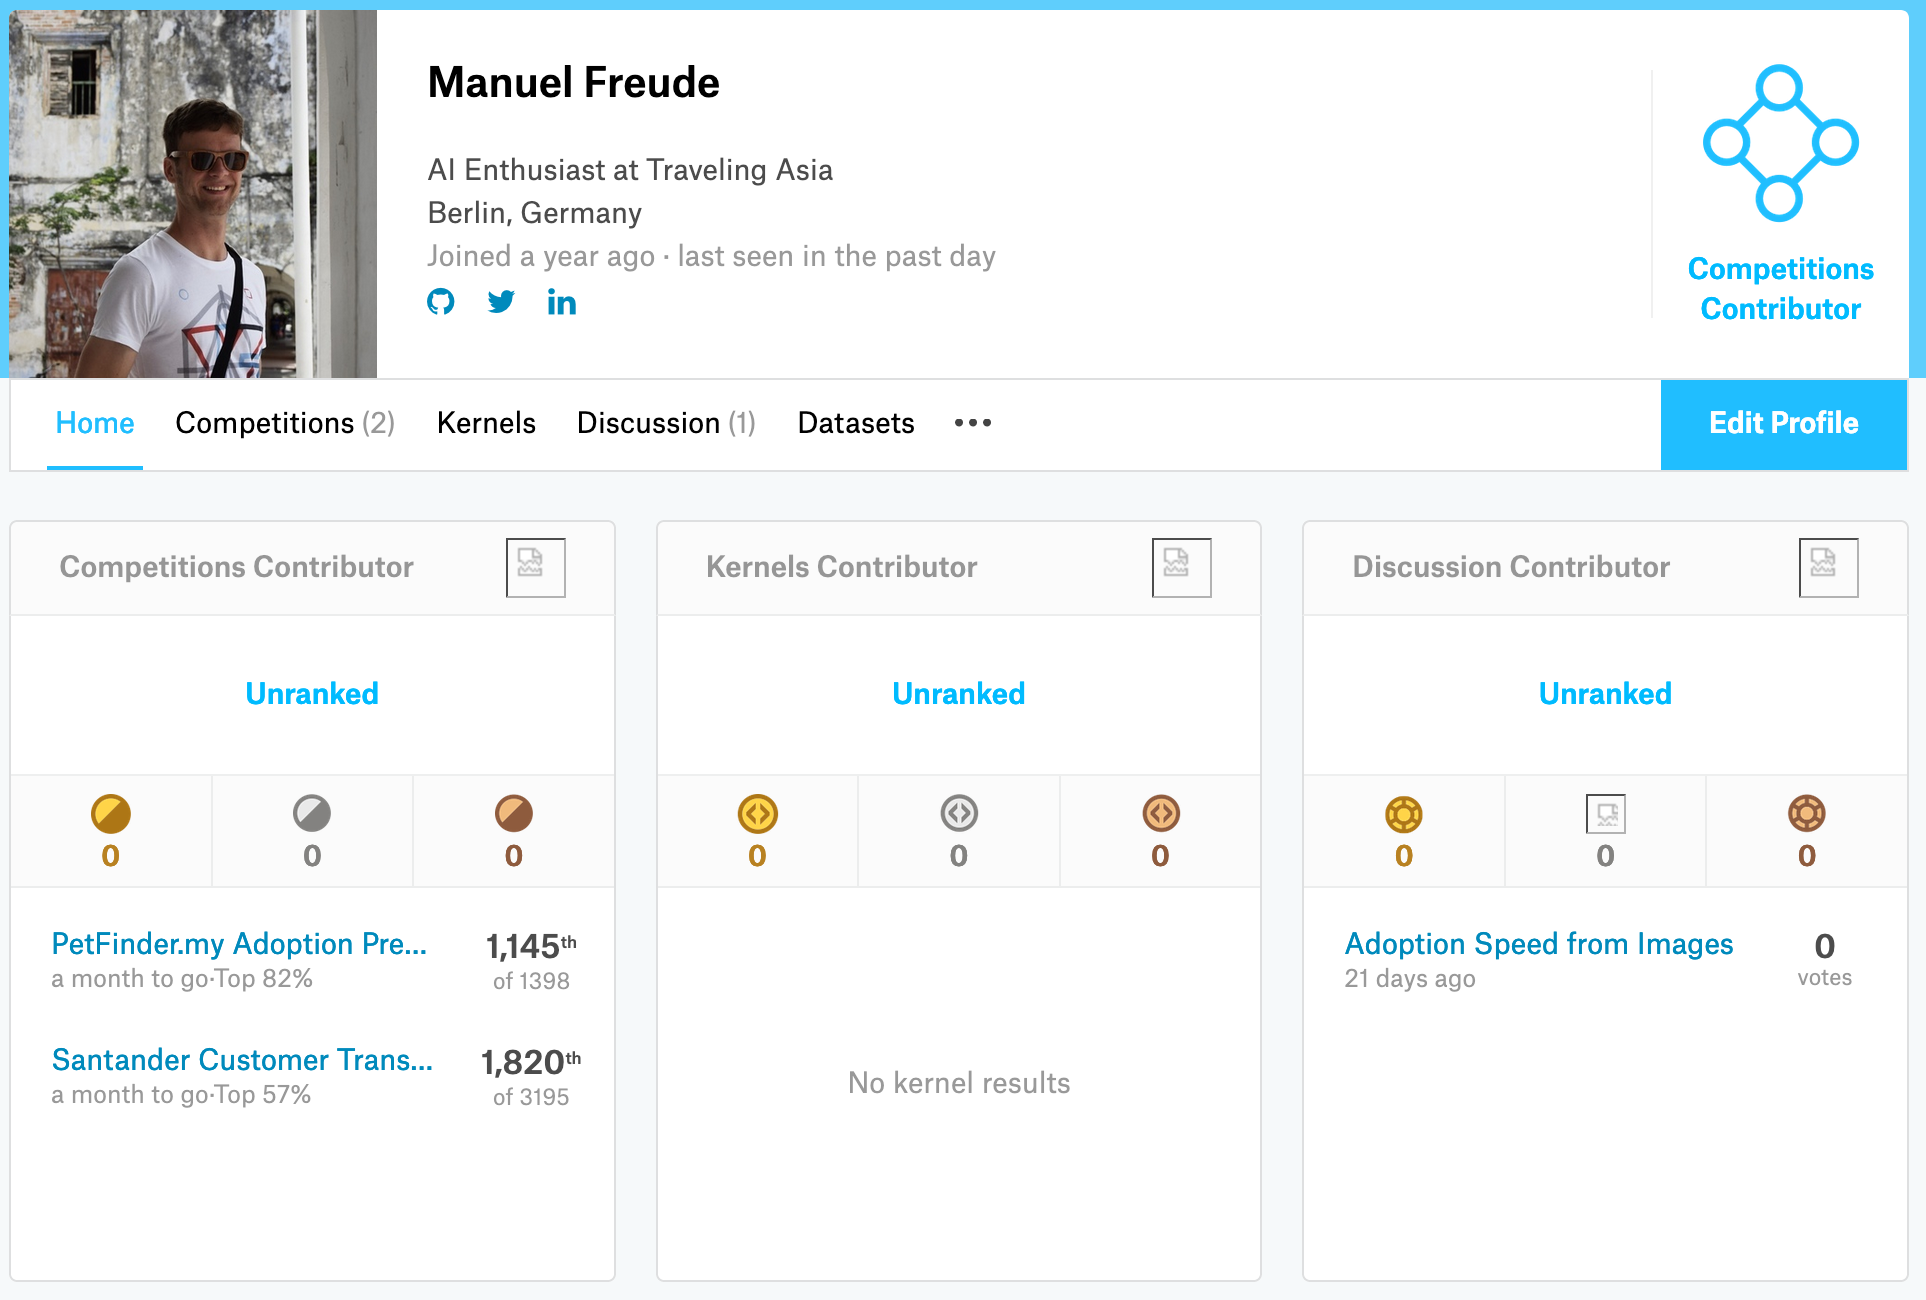 Manuel Freude
AI Enthusiast at Traveling Asia
Berlin, Germany
Joined a year ago · last seen in the past day
in
Competitions
Contributor
Home
Competitions (2)
Kernels
Discussion (1)
Datasets
•••
Edit Profile
Competitions Contributor
Unranked
0
0
0
PetFinder.my Adoption Pre...
1,145th
a month to go·Top 82%
of 1398
Santander Customer Trans...
1,820th
a month to go·Top 57%
of 3195
Kernels Contributor
Unranked
0
0
0
No kernel results
Discussion Contributor
Unranked
0
0
0
Adoption Speed from Images
0
21 days ago
votes